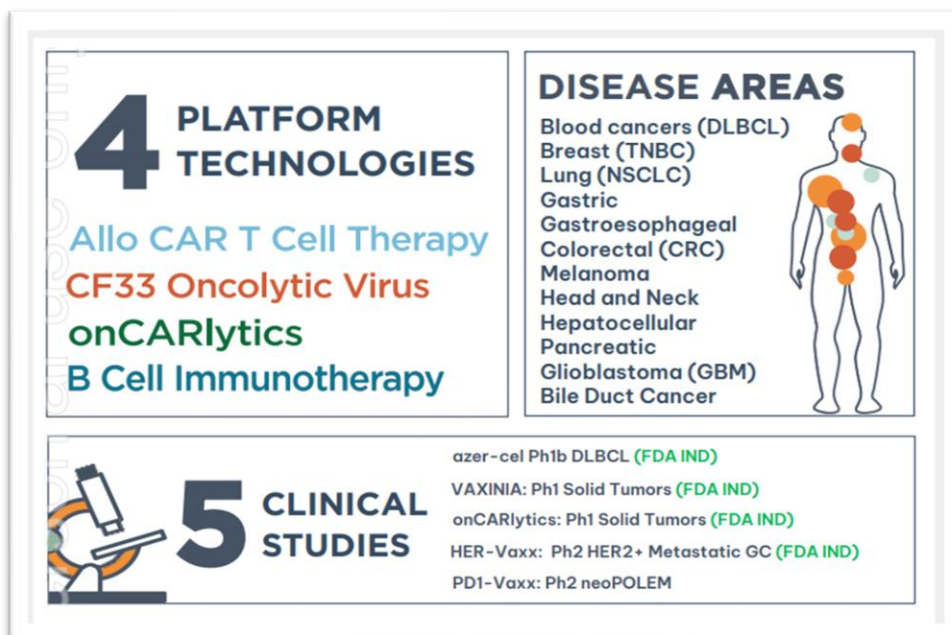 4 PLATFORM
TECHNOLOGIES
Allo CAR T Cell Therapy
CF33 Oncolytic Virus
onCARlytics
B Cell Immunotherapy
DISEASE AREAS
Blood cancers (DLBCL)
Breast (TNBC)
Lung (NSCLC)
Gastric
Gastroesophageal
Colorectal (CRC)
Melanoma
Head and Neck
Hepatocellular
Pancreatic
Glioblastoma (GBM)
Bile Duct Cancer
5 CLINICAL
STUDIES
azer-cel Ph1b DLBCL (FDA IND)
VAXINIA: Ph1 Solid Tumors (FDA IND)
onCARlytics: Ph1 Solid Tumors (FDA IND)
HER-Vaxx: Ph2 HER2+ Metastatic GC (FDA IND)
PD1-Vaxx: Ph2 neoPOLEM